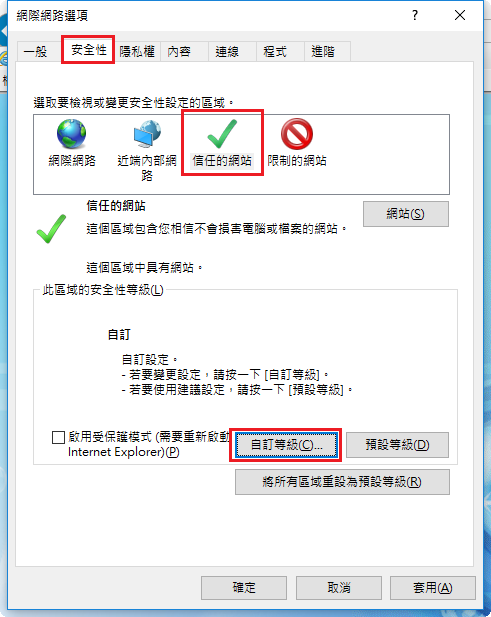 網際網路選項
?
一般 安全性 隱私權 內容 連線 程式 進階
選取要檢視或變更安全性設定的區域。
網際網路 近端內部網路 信任的網站 限制的網站
信任的網站
網站(S)
這個區域包含您相信不會損害電腦或檔案的網站。
這個區域中具有網站。
此區域的安全性等級(L)
自訂
自訂設定。
- 若要變更設定，請按一下 [自訂等級]。
- 若要使用建議設定，請按一下 [預設等級]。
啟用受保護模式 (需要重新啟動
Internet Explorer)(P)
自訂等級(C)... 預設等級(D)
將所有區域重設為預設等級(R)
確定 取消 套用(A)